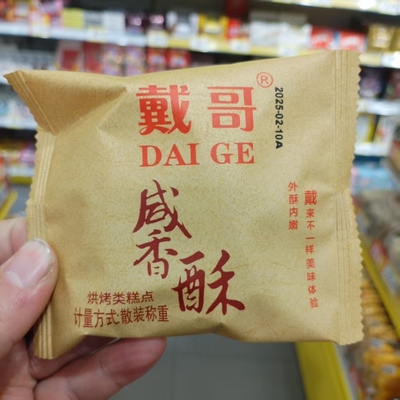 戴哥®
DAI GE
2025-02-10A
咸香酥
戴来不一样美味体验
外酥内嫩
烘烤类糕点
计量方式:散装称重